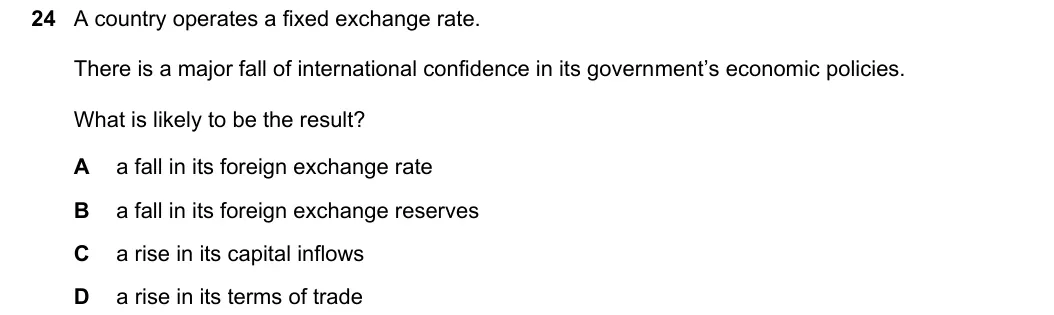 24 A country operates a fixed exchange rate.
There is a major fall of international confidence in its government’s economic policies.
What is likely to be the result?
A a fall in its foreign exchange rate
B a fall in its foreign exchange reserves
C a rise in its capital inflows
D a rise in its terms of trade